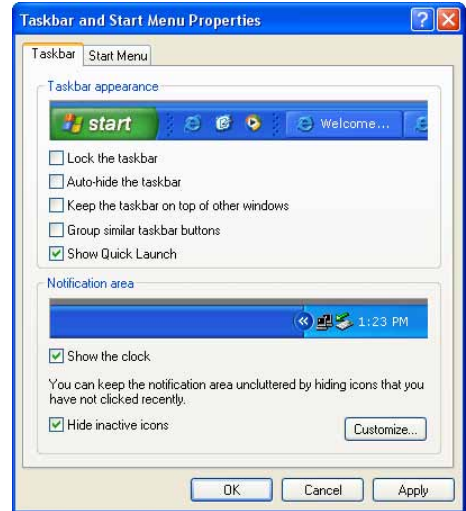 Taskbar and Start Menu Properties
Taskbar Start Menu
Taskbar appearance
start Welcome...
Lock the taskbar
Auto-hide the taskbar
Keep the taskbar on top of other windows
Group similar taskbar buttons
Show Quick Launch
Notification area
1:23 PM
Show the clock
You can keep the notification area uncluttered by hiding icons that you
have not clicked recently.
Hide inactive icons Customize...
OK Cancel Apply